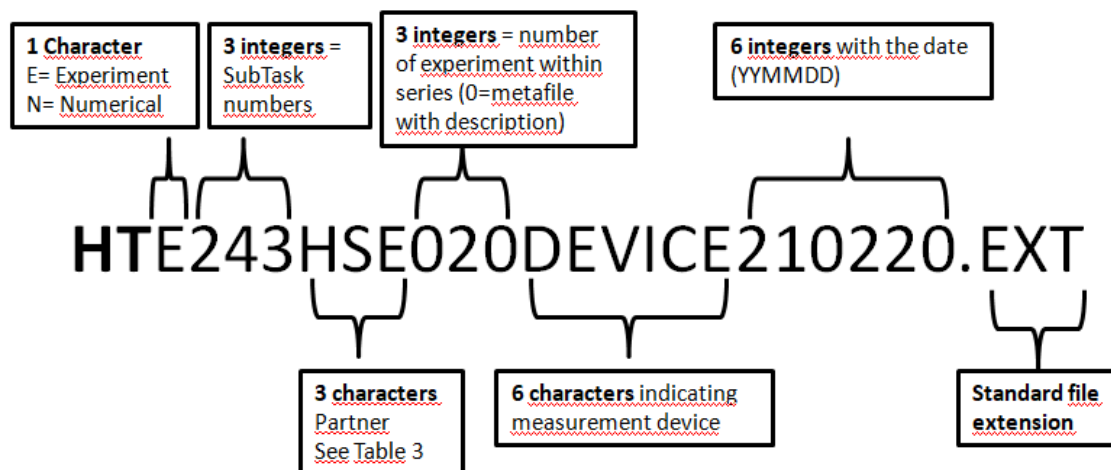 1 Character
E= Experiment
N= Numerical
3 integers =
SubTask
numbers
3 integers = number
of experiment within
series (0=metafile
with description)
6 integers with the date
(YYMMDD)
HTE243HSE020DEVICE210220.EXT
3 characters
Partner
See Table 3
6 characters indicating
measurement device
Standard file
extension